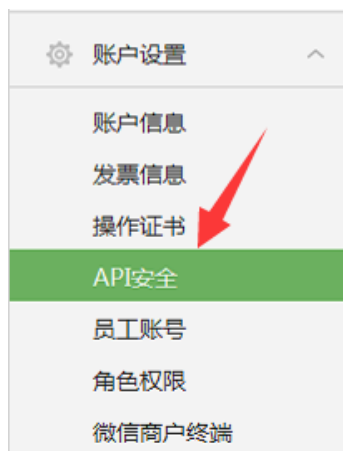 账户设置
账户信息
发票信息
操作证书
API安全
员工账号
角色权限
微信商户终端